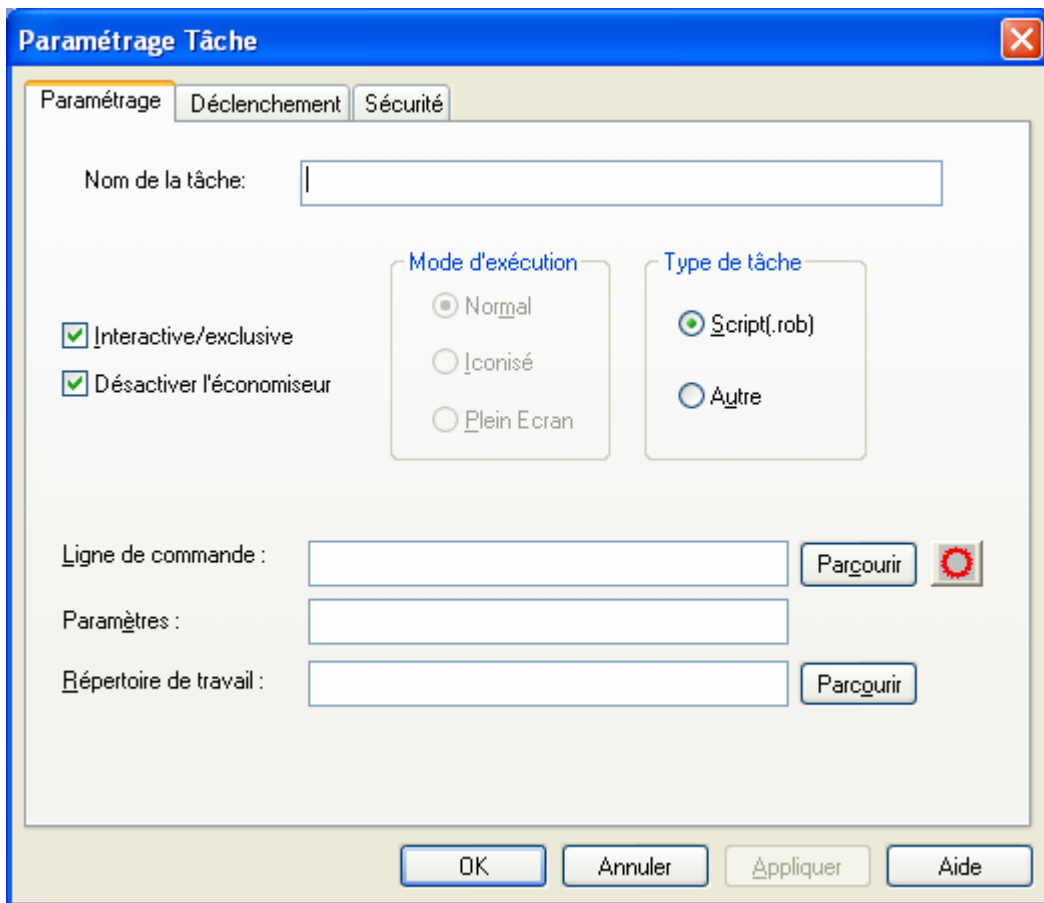 Paramétrage Tâche
Paramétrage
Déclenchement
Sécurité
Nom de la tâche:
Mode d'exécution
Type de tâche
Normal
Script(.rob)
Interactive/exclusive
Iconisé
Désactiver l'économiseur
Autre
Plein Ecran
Ligne de commande :
Parcourir
Paramètres :
Répertoire de travail :
Parcourir
OK
Annuler
Appliquer
Aide